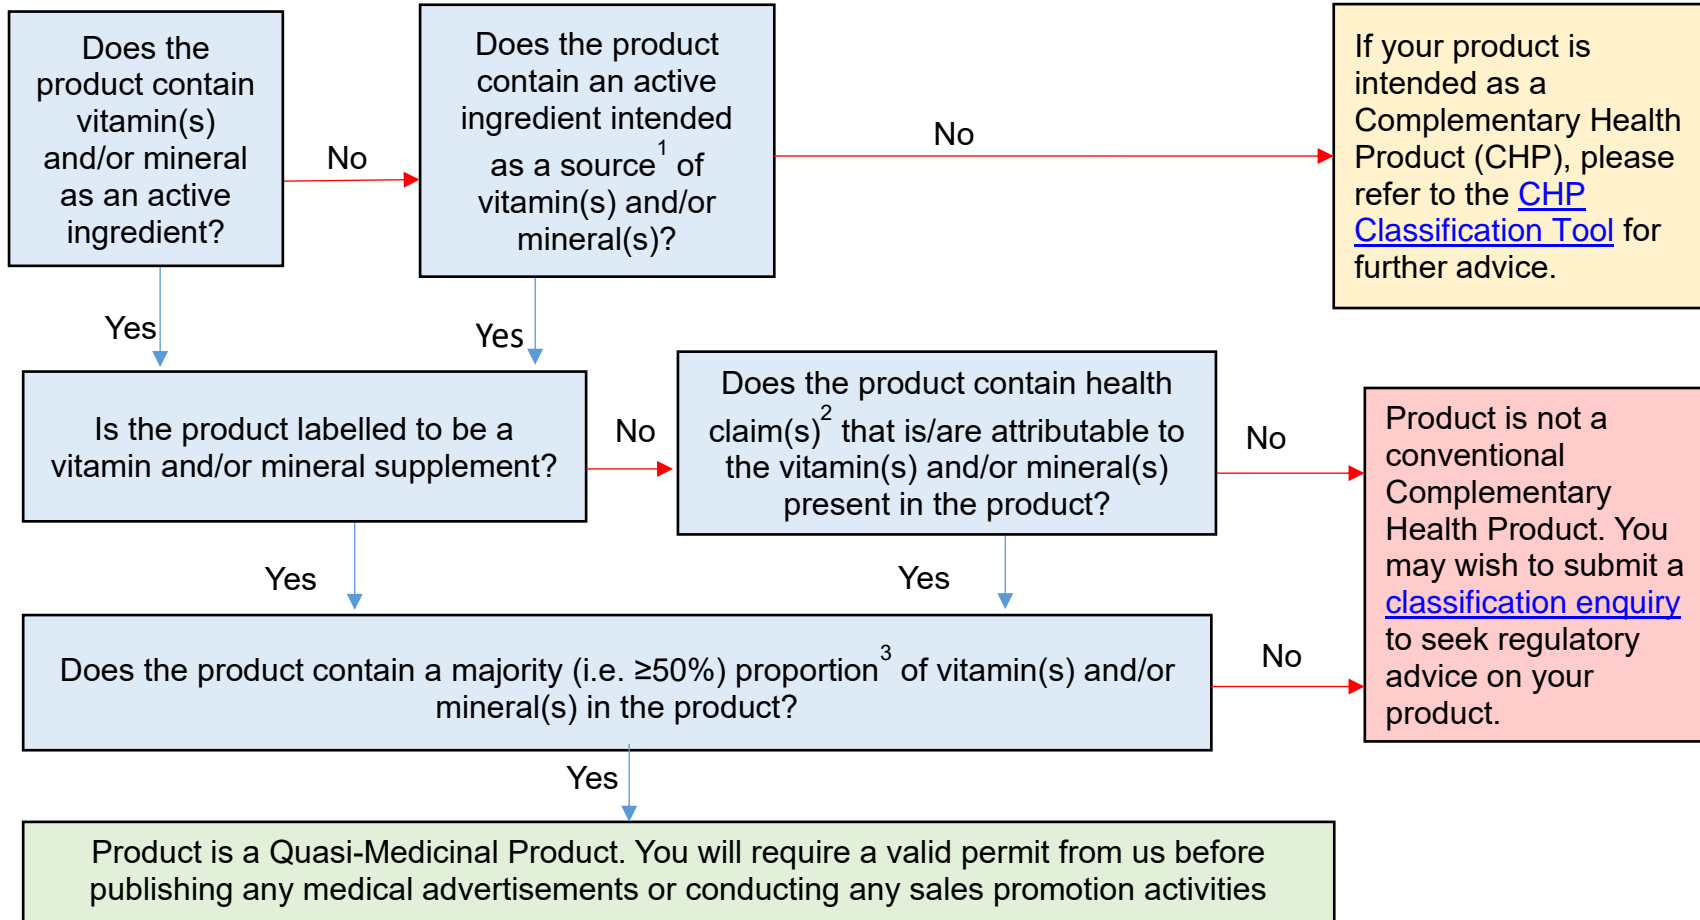 Does the
product contain
vitamin(s)
and/or mineral
as an active
ingredient?
No
Does the product
contain an active
ingredient intended
as a source1 of
vitamin(s) and/or
mineral(s)?
No
If your product is
intended as a
Complementary Health
Product (CHP), please
refer to the CHP
Classification Tool for
further advice.
Yes
Yes
Is the product labelled to be a
vitamin and/or mineral supplement?
No
Does the product contain health
claim(s)2 that is/are attributable to
the vitamin(s) and/or mineral(s)
present in the product?
No
Product is not a
conventional
Complementary
Health Product. You
may wish to submit a
classification enquiry
to seek regulatory
advice on your
product.
Yes
Yes
Does the product contain a majority (i.e. ≥50%) proportion3 of vitamin(s) and/or
mineral(s) in the product?
No
Yes
Product is a Quasi-Medicinal Product. You will require a valid permit from us before
publishing any medical advertisements or conducting any sales promotion activities